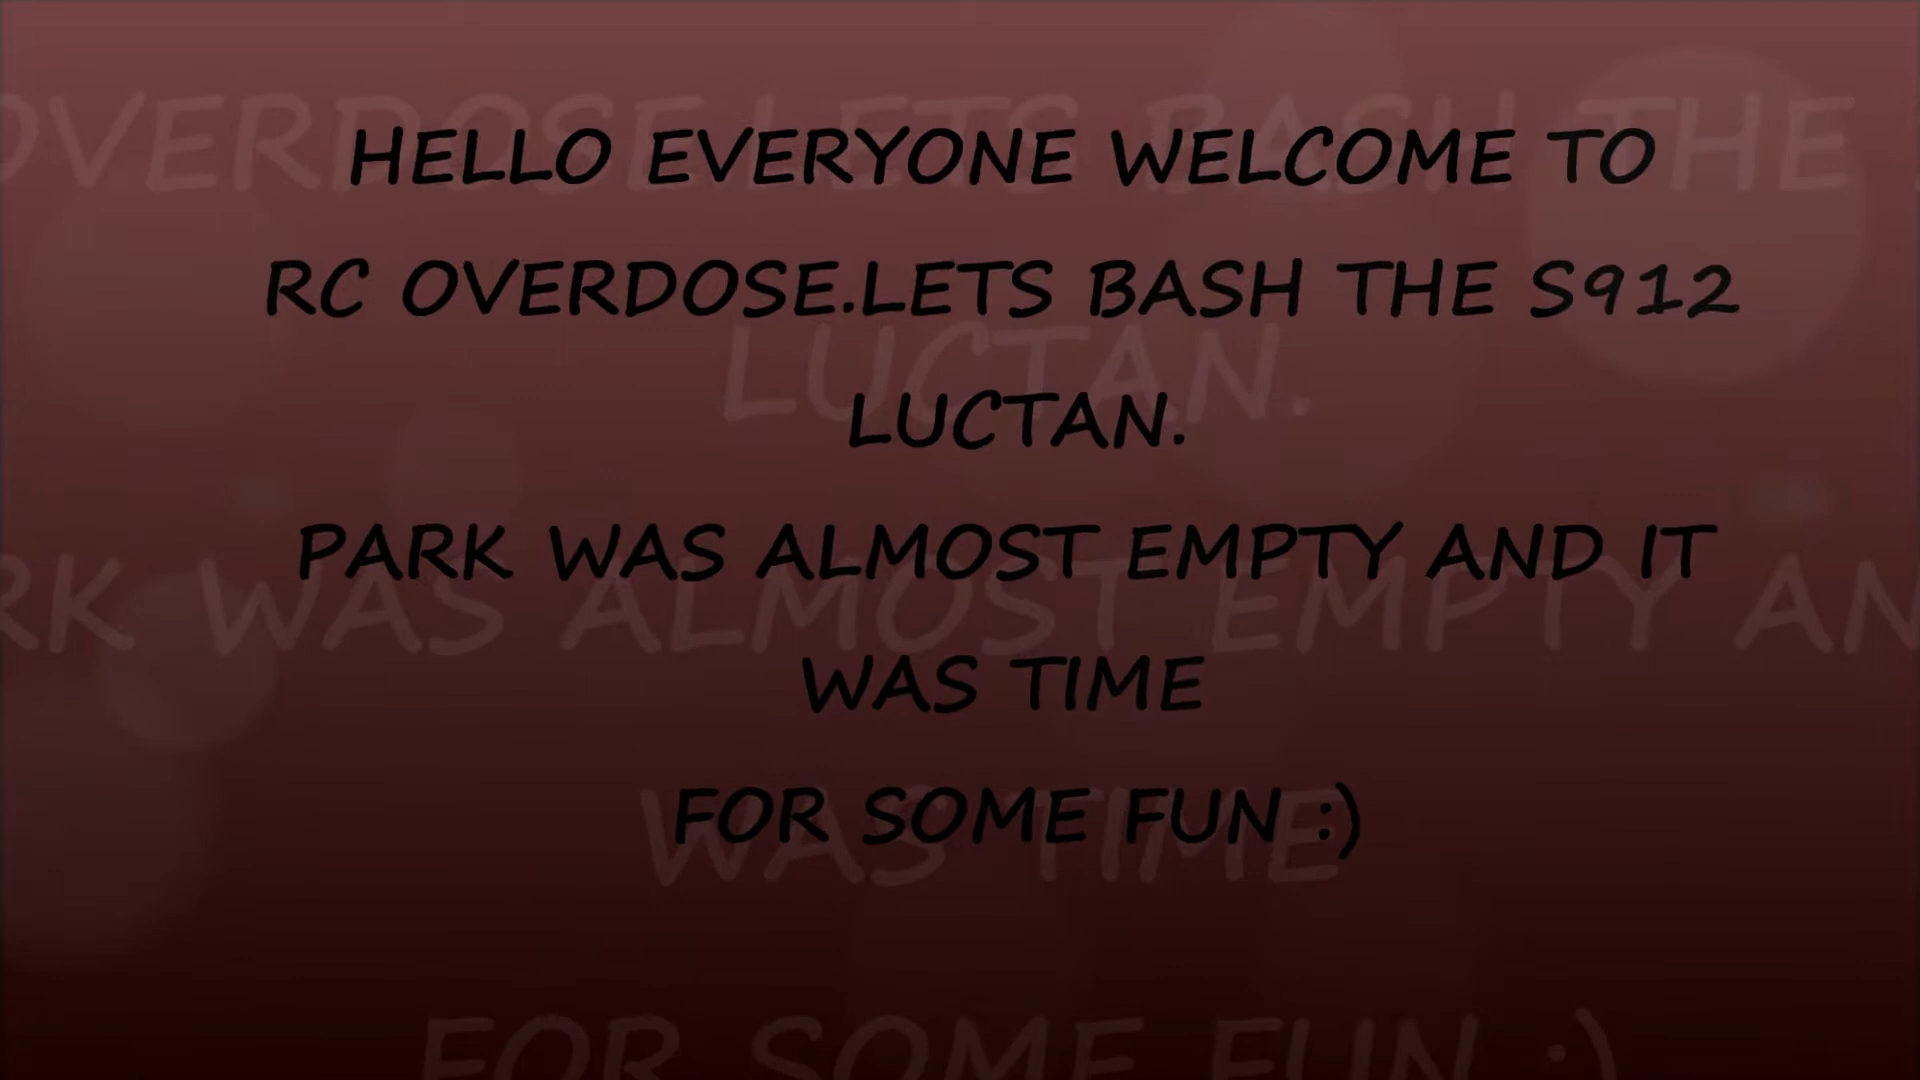 HELLO EVERYONE WELCOME TO
RC OVERDOSE.LETS BASH THE S912
LUCTAN.
PARK WAS ALMOST EMPTY AND IT
WAS TIME
FOR SOME FUN :)